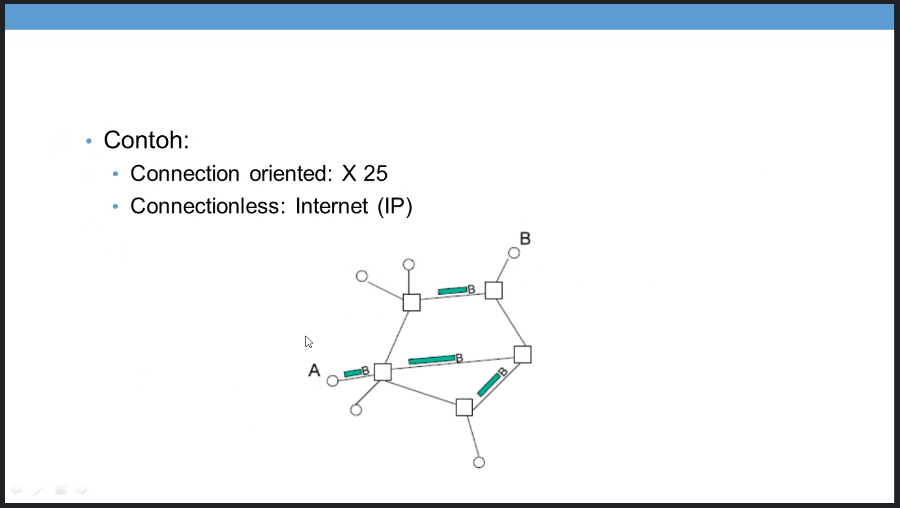 Contoh:
Connection oriented: X 25
Connectionless: Internet (IP)
B
B
B
A
B
B